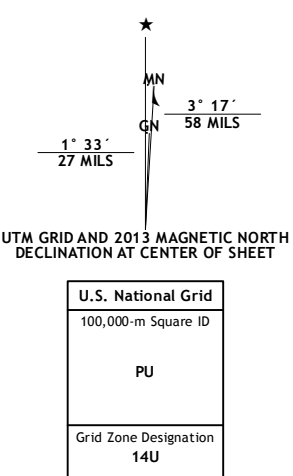 ★
MN
3° 17´
58 MILS
GN
1° 33´
27 MILS
UTM GRID AND 2013 MAGNETIC NORTH
DECLINATION AT CENTER OF SHEET
U.S. National Grid
100,000-m Square ID
PU
Grid Zone Designation
14U